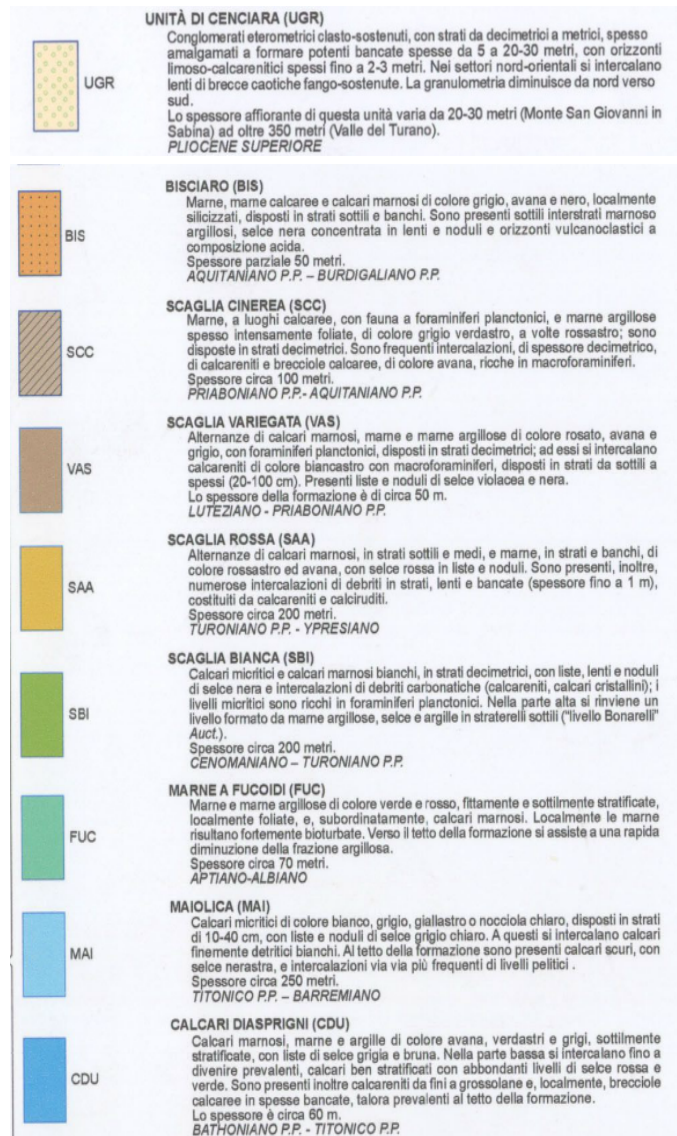 UNITÀ DI CENCIARA (UGR)
Conglomerati eterometrici clasto-sostenuti, con strati da decimetrici a metrici, spesso
amalgamati a formare potenti bancate spesse da 5 a 20-30 metri, con orizzonti
limoso-calcarenitici spessi fino a 2-3 metri. Nei settori nord-orientali si intercalano
lenti di brecce caotiche fango-sostenute. La granulometria diminuisce da nord verso
sud.
Lo spessore affiorante di questa unità varia da 20-30 metri (Monte San Giovanni in
Sabina) ad oltre 350 metri (Valle del Turano).
PLIOCENE SUPERIORE
UGR
BISCIARO (BIS)
Marne, marne calcaree e calcari marnosi di colore grigio, avana e nero, localmente
silicizzati, disposti in strati sottili e banchi. Sono presenti sottili interstrati marnoso
argillosi, selce nera concentrata in lenti e noduli e orizzonti vulcanoclastici a
composizione acida.
Spessore parziale 50 metri.
AQUITANIANO P.P. – BURDIGALIANO P.P.
BIS
SCAGLIA CINEREA (SCC)
Marne, a luoghi calcaree, con fauna a foraminiferi planctonici, e marne argillose
spesso intensamente foliate, di colore grigio verdastro, a volte rossastro; sono
disposte in strati decimetrici. Sono frequenti intercalazioni, di spessore decimetrico,
di calcareniti e brecciole calcaree, di colore avana, ricche in macroforaminiferi.
Spessore circa 100 metri.
PRIABONIANO P.P.- AQUITANIANO P.P.
SCC
SCAGLIA VARIEGATA (VAS)
Alternanze di calcari marnosi, marne e marne argillose di colore rosato, avana e
grigio, con foraminiferi planctonici, disposti in strati decimetrici; ad essi si intercalano
calcareniti di colore biancastro con macroforaminiferi, disposti in strati da sottili a
spessi (20-100 cm). Presenti liste e noduli di selce violacea e nera.
Lo spessore della formazione è di circa 50 m.
LUTEZIANO - PRIABONIANO P.P.
VAS
SCAGLIA ROSSA (SAA)
Alternanze di calcari marnosi, in strati sottili e medi, e marne, in strati e banchi, di
colore rossastro ed avana, con selce rossa in liste e noduli. Sono presenti, inoltre,
numerose intercalazioni di debriti in strati, lenti e bancate (spessore fino a 1 m),
costituiti da calcareniti e calciruditi.
Spessore circa 200 metri.
TURONIANO P.P. - YPRESIANO
SAA
SCAGLIA BIANCA (SBI)
Calcari micritici e calcari marnosi bianchi, in strati decimetrici, con liste, lenti e noduli
di selce nera e intercalazioni di debriti carbonatiche (calcareniti, calcari cristallini); i
livelli micritici sono ricchi in foraminiferi planctonici. Nella parte alta si rinviene un
livello formato da marne argillose, selce e argille in straterelli sottili ("livello Bonarelli"
Auct.).
Spessore circa 200 metri.
CENOMANIANO – TURONIANO P.P.
SBI
MARNE A FUCOIDI (FUC)
Marne e marne argillose di colore verde e rosso, fittamente e sottilmente stratificate,
localmente foliate, e, subordinatamente, calcari marnosi. Localmente le marne
risultano fortemente bioturbate. Verso il tetto della formazione si assiste a una rapida
diminuzione della frazione argillosa.
Spessore circa 70 metri.
APTIANO-ALBIANO
FUC
MAIOLICA (MAI)
Calcari micritici di colore bianco, grigio, giallastro o nocciola chiaro, disposti in strati
di 10-40 cm, con liste e noduli di selce grigio chiaro. A questi si intercalano calcari
finemente detritici bianchi. Al tetto della formazione sono presenti calcari scuri, con
selce nerastra, e intercalazioni via via più frequenti di livelli pelitici .
Spessore circa 250 metri.
TITONICO P.P. – BARREMIANO
MAI
CALCARI DIASPRIGNI (CDU)
Calcari marnosi, marne e argille di colore avana, verdastri e grigi, sottilmente
stratificate, con liste di selce grigia e bruna. Nella parte bassa si intercalano fino a
divenire prevalenti, calcari ben stratificati con abbondanti livelli di selce rossa e
verde. Sono presenti inoltre calcareniti da fini a grossolane e, localmente, brecciole
calcaree in spesse bancate, talora prevalenti al tetto della formazione.
Lo spessore è circa 60 m.
BATHONIANO P.P. - TITONICO P.P.
CDU